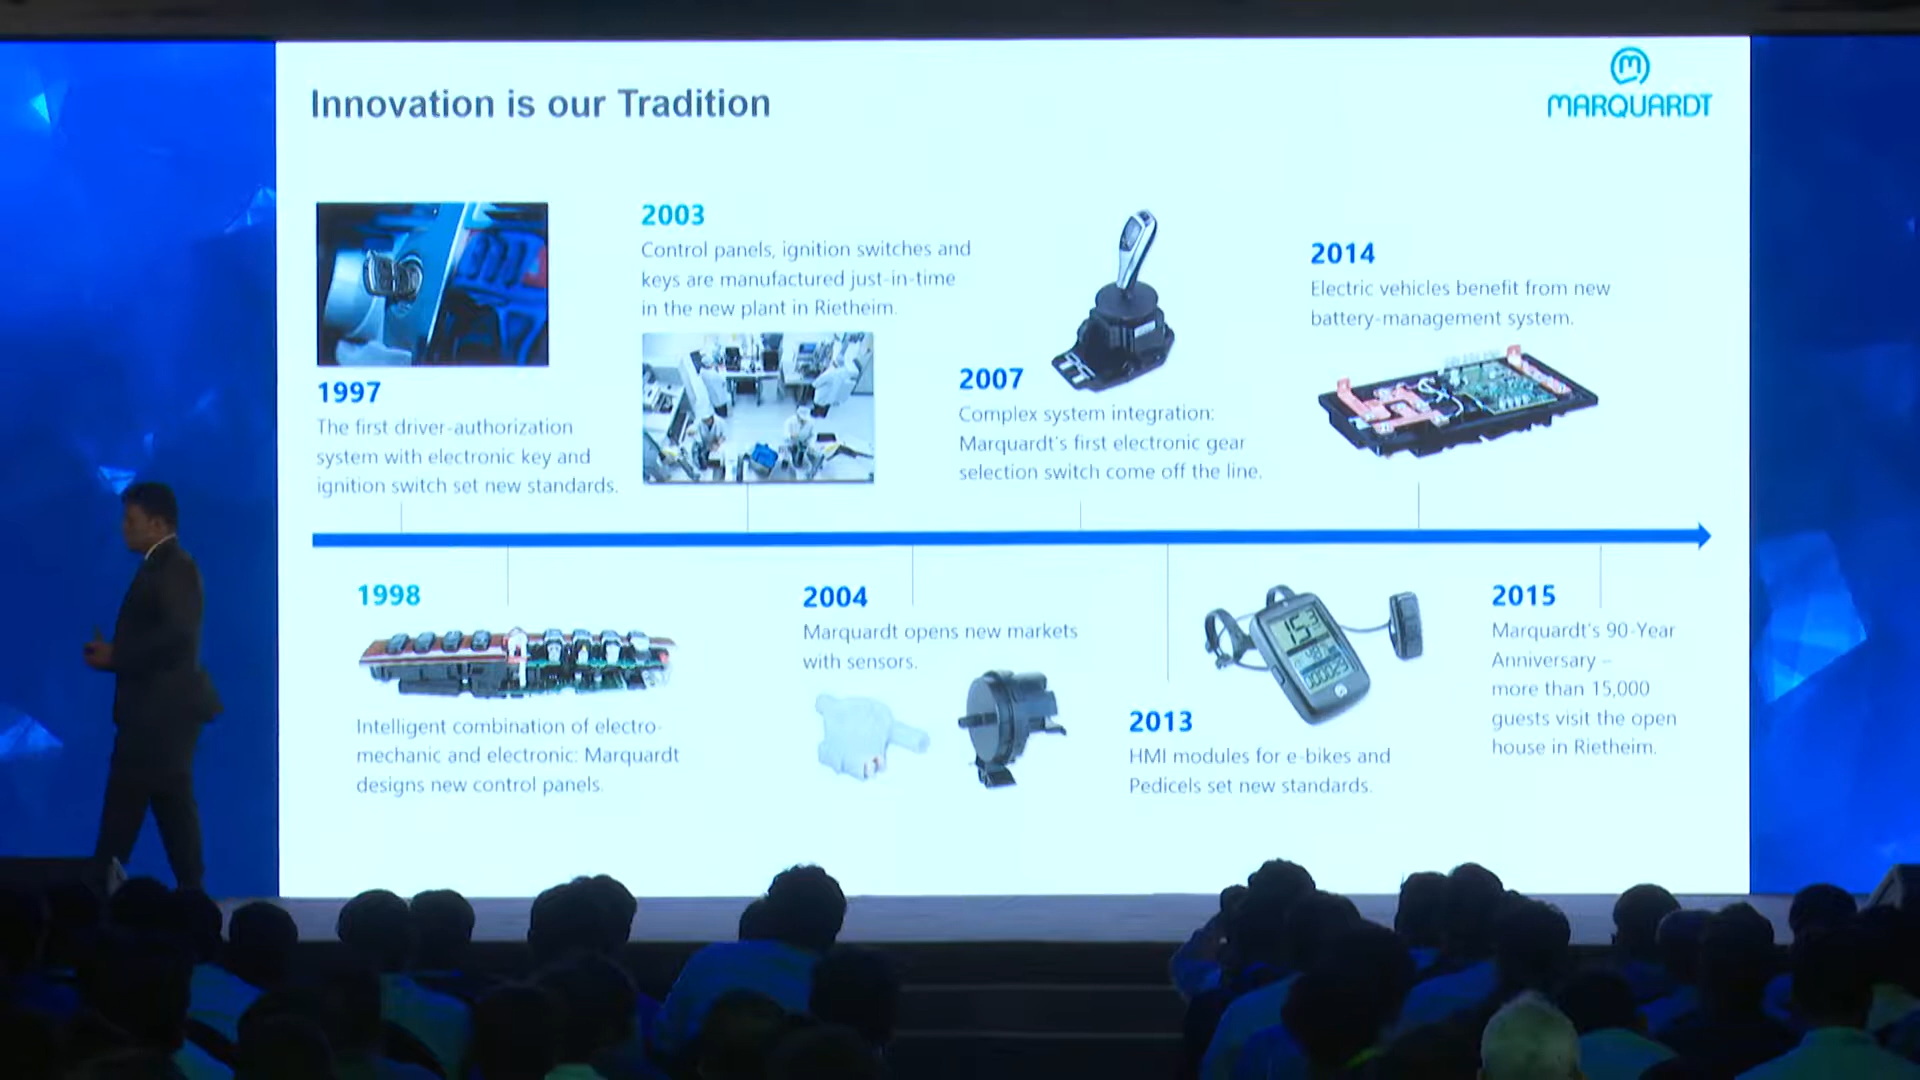 Innovation is our Tradition
MARQUARDT
1997
The first driver-authorization
system with electronic key and
ignition switch set new standards.
2003
Control panels, ignition switches and
keys are manufactured just-in-time
in the new plant in Rietheim.
2007
Complex system integration:
Marquardt's first electronic gear
selection switch come off the line.
2014
Electric vehicles benefit from new
battery-management system.
1998
Intelligent combination of electro-
mechanic and electronic: Marquardt
designs new control panels.
2004
Marquardt opens new markets
with sensors.
2013
HMI modules for e-bikes and
Pedicels set new standards.
2015
Marquardt's 90-Year
Anniversary –
more than 15,000
guests visit the open
house in Rietheim.